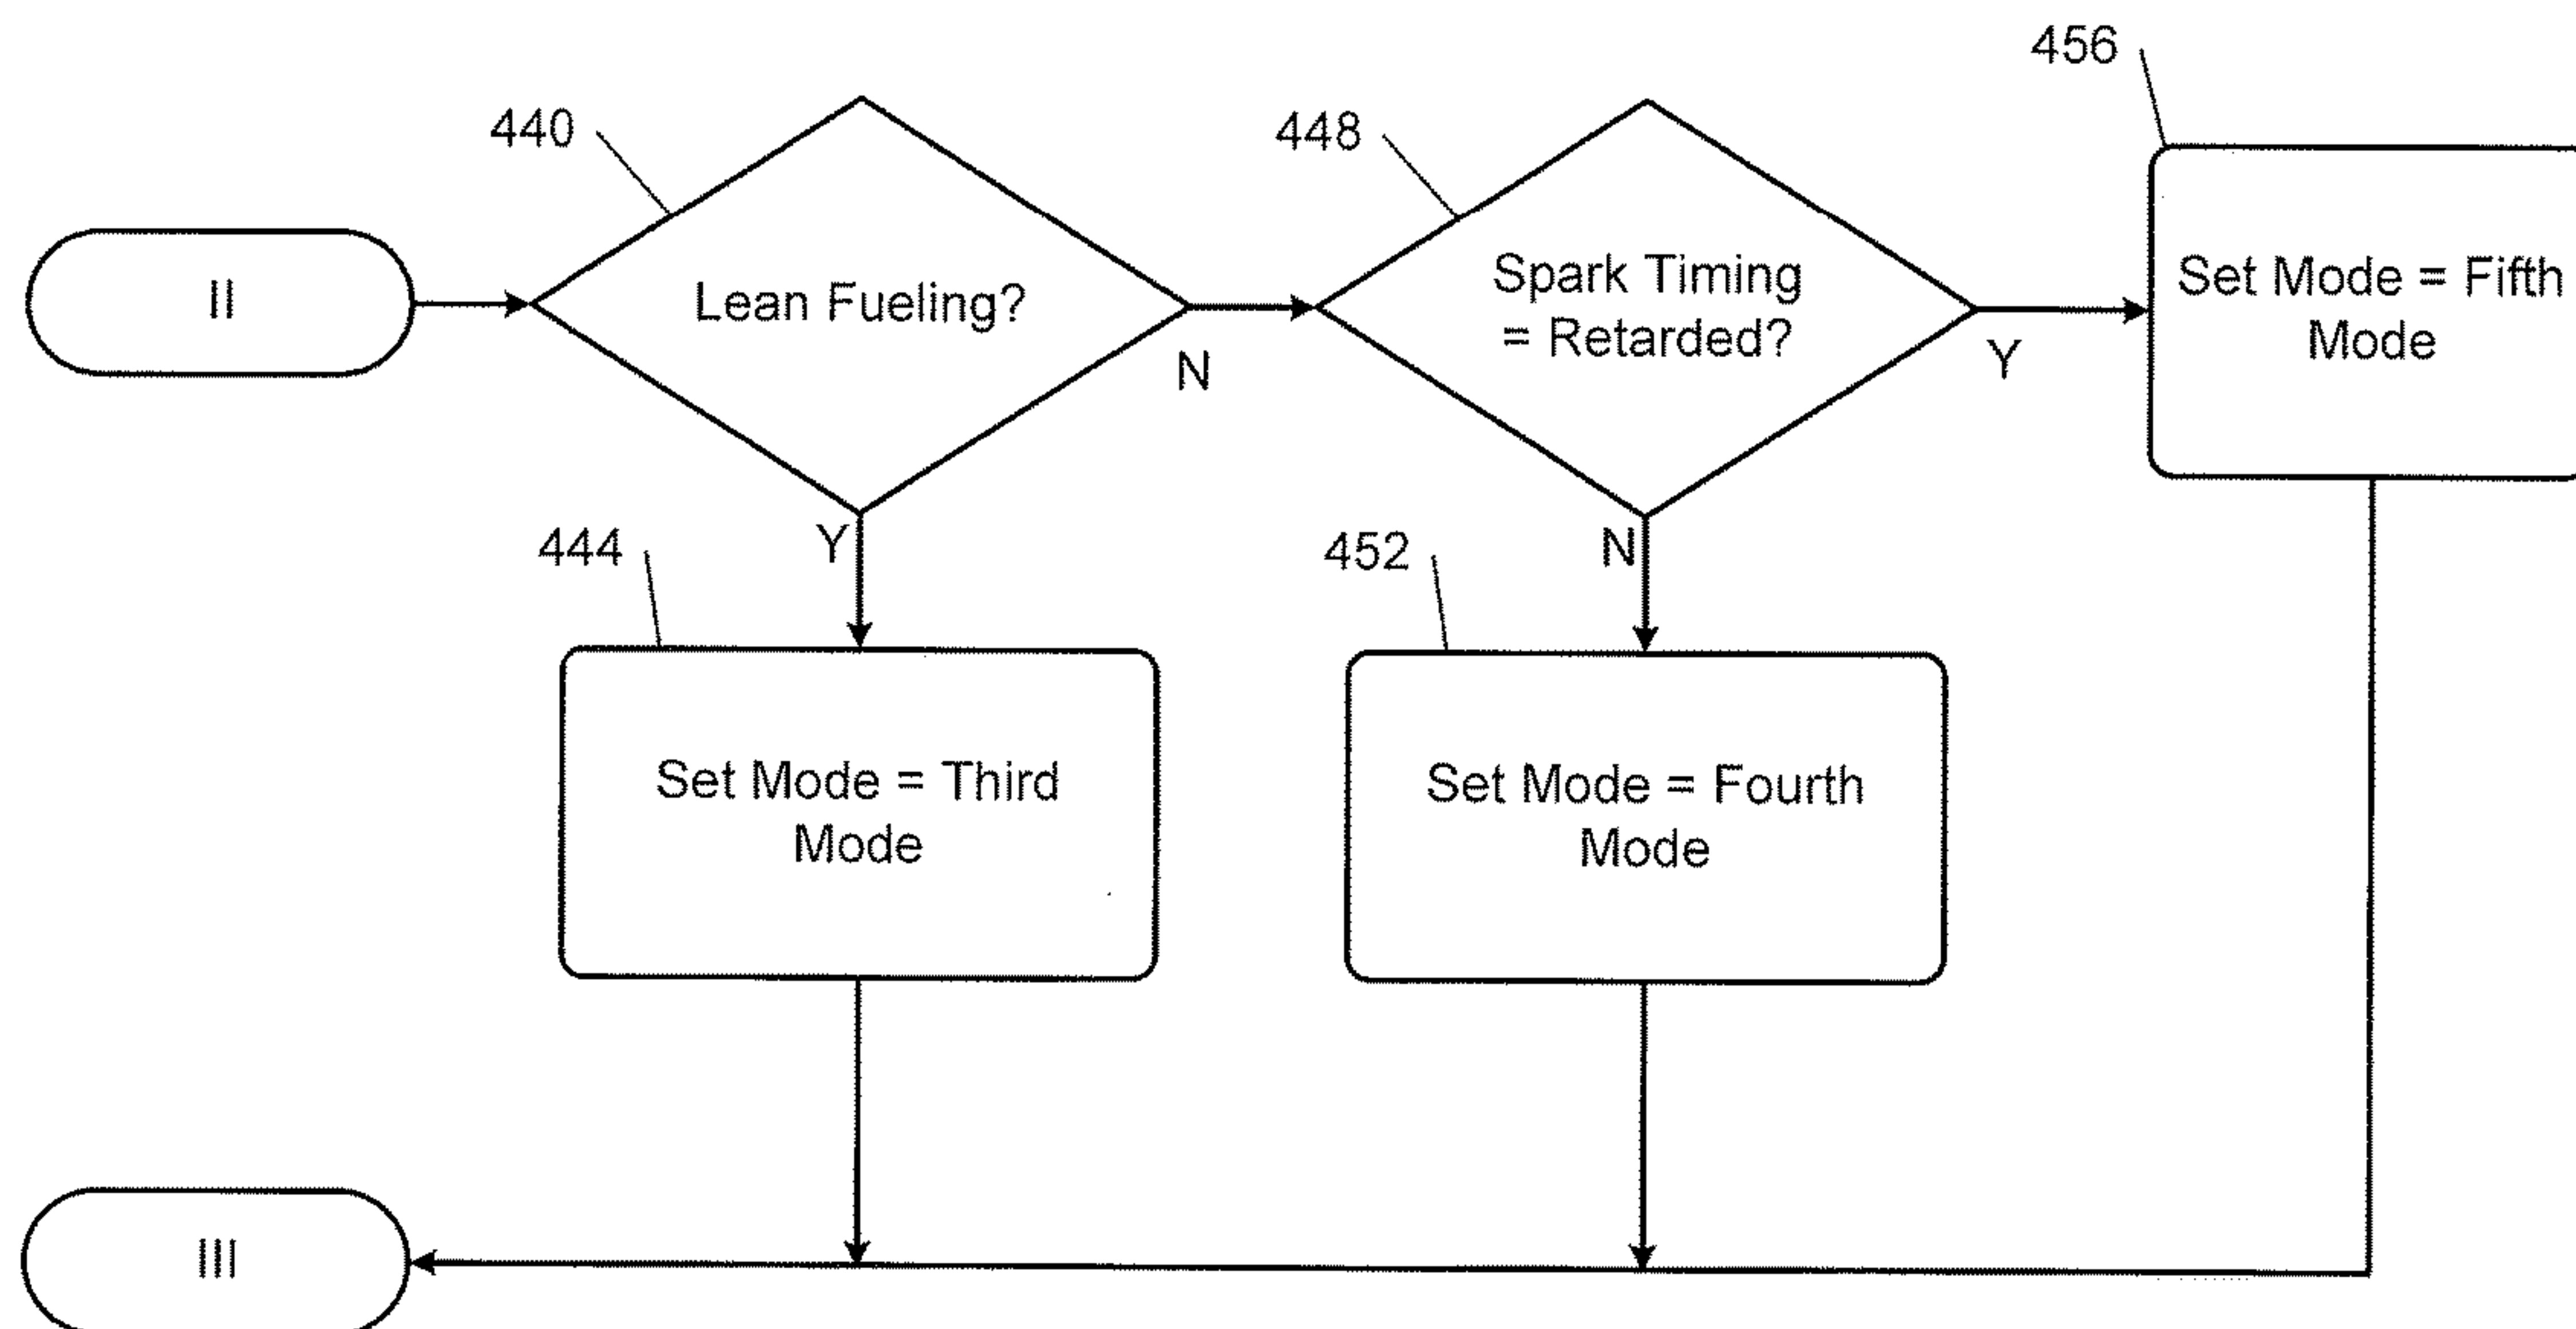 456
440
448
II
Lean Fueling?
Spark Timing
= Retarded?
Set Mode = Fifth
Mode
N
Y
Y
N
444
452
Set Mode = Third
Mode
Set Mode = Fourth
Mode
III